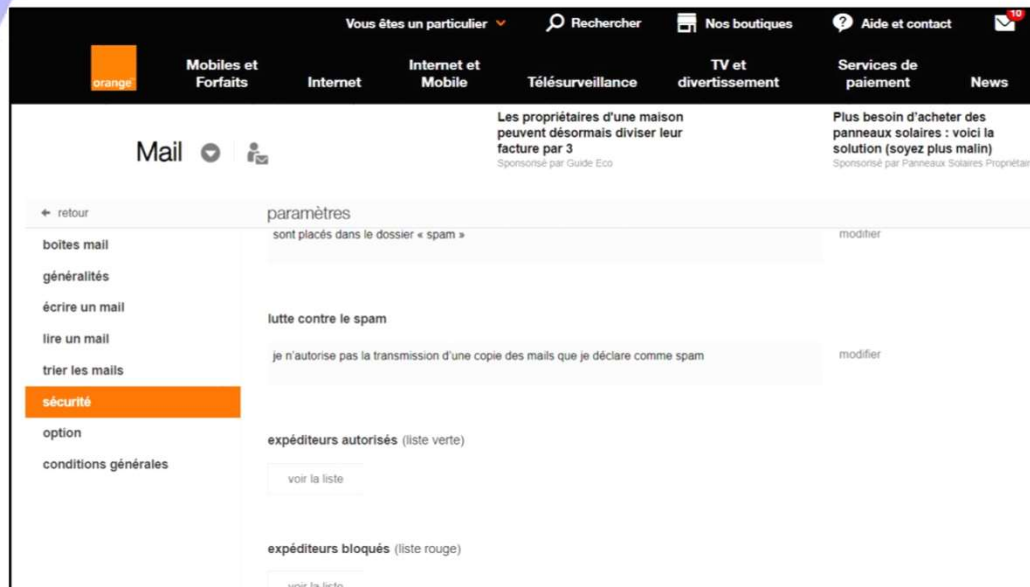 Vous êtes un particulier
Rechercher
Nos boutiques
Aide et contact
10
orange
Mobiles et
Forfaits
Internet
Internet et
Mobile
Télésurveillance
TV et
divertissement
Services de
paiement
News
Mail
Les propriétaires d'une maison
peuvent désormais diviser leur
facture par 3
Sponsorisé par Guide Eco
Plus besoin d'acheter des
panneaux solaires : voici la
solution (soyez plus malin)
Sponsorisé par Panneaux Solaires
retour
paramètres
boîtes mail
généralités
écrire un mail
lire un mail
trier les mails
sécurité
option
conditions générales
sont placés dans le dossier « spam »
modifier
lutte contre le spam
je n'autorise pas la transmission d'une copie des mails que je déclare comme spam
modifier
expéditeurs autorisés (liste verte)
voir la liste
expéditeurs bloqués (liste rouge)
voir la liste